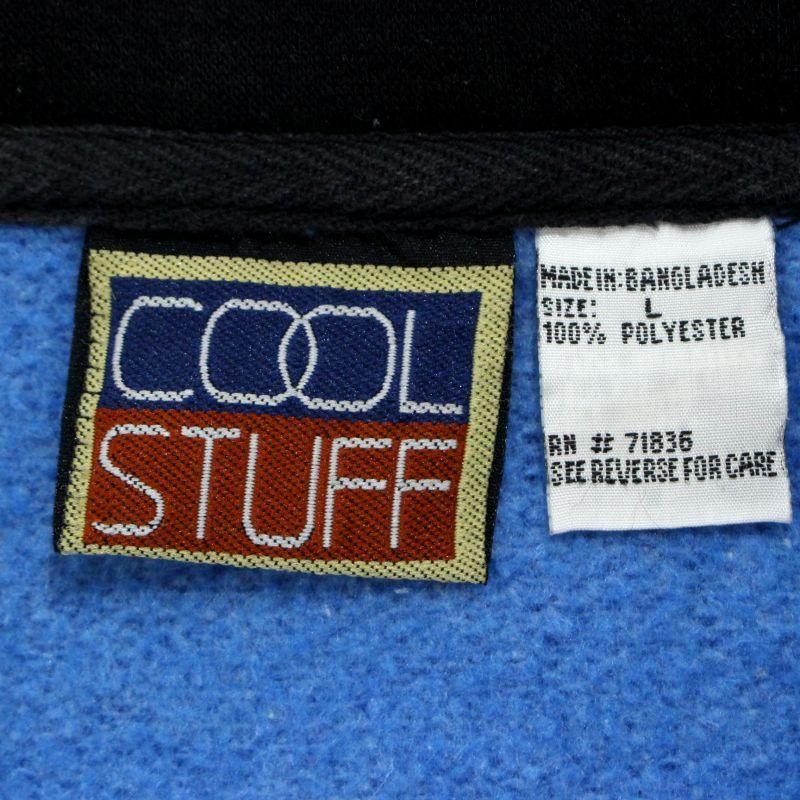 COOL
STUFF
MADE IN: BANGLADESH
SIZE: L
100% POLYESTER
RN # 71836
SEE REVERSE FOR CARE